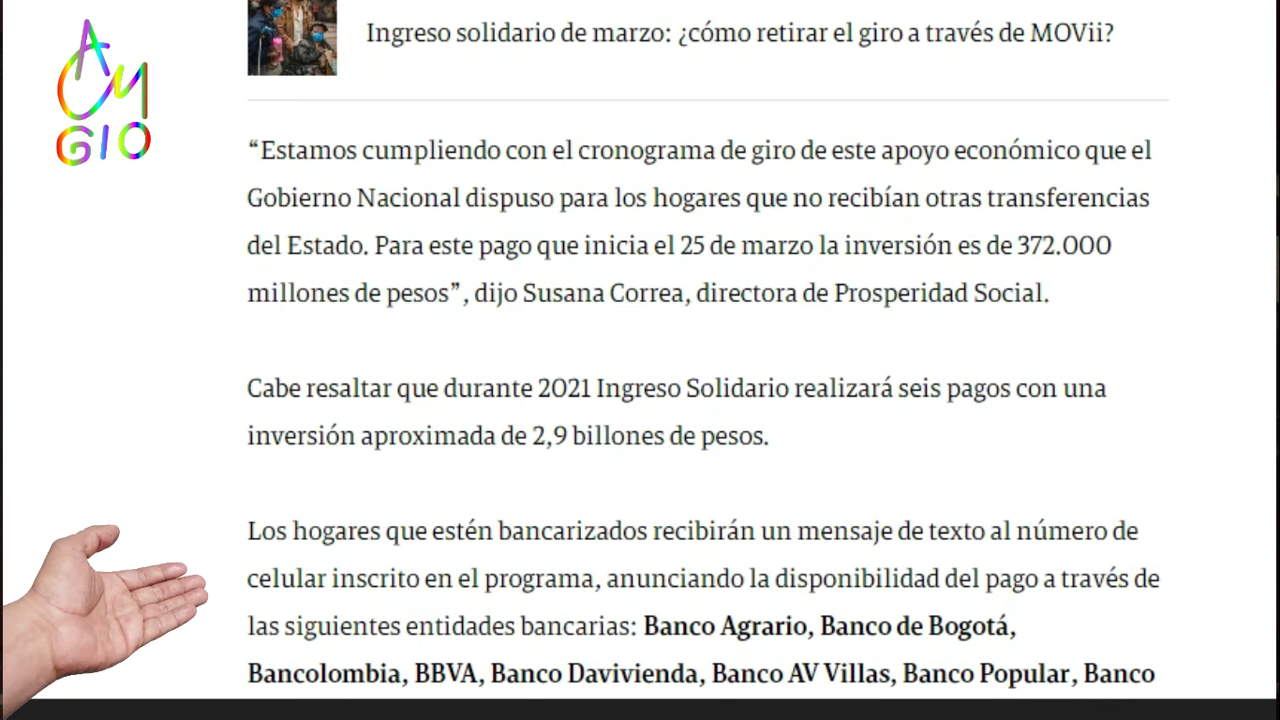 A
CM
GIO
Ingreso solidario de marzo: ¿cómo retirar el giro a través de MOVii?
“Estamos cumpliendo con el cronograma de giro de este apoyo económico que el
Gobierno Nacional dispuso para los hogares que no recibían otras transferencias
del Estado. Para este pago que inicia el 25 de marzo la inversión es de 372.000
millones de pesos”, dijo Susana Correa, directora de Prosperidad Social.
Cabe resaltar que durante 2021 Ingreso Solidario realizará seis pagos con una
inversión aproximada de 2,9 billones de pesos.
Los hogares que estén bancarizados recibirán un mensaje de texto al número de
celular inscrito en el programa, anunciando la disponibilidad del pago a través de
las siguientes entidades bancarias: Banco Agrario, Banco de Bogotá,
Bancolombia, BBVA, Banco Davivienda, Banco AV Villas, Banco Popular, Banco